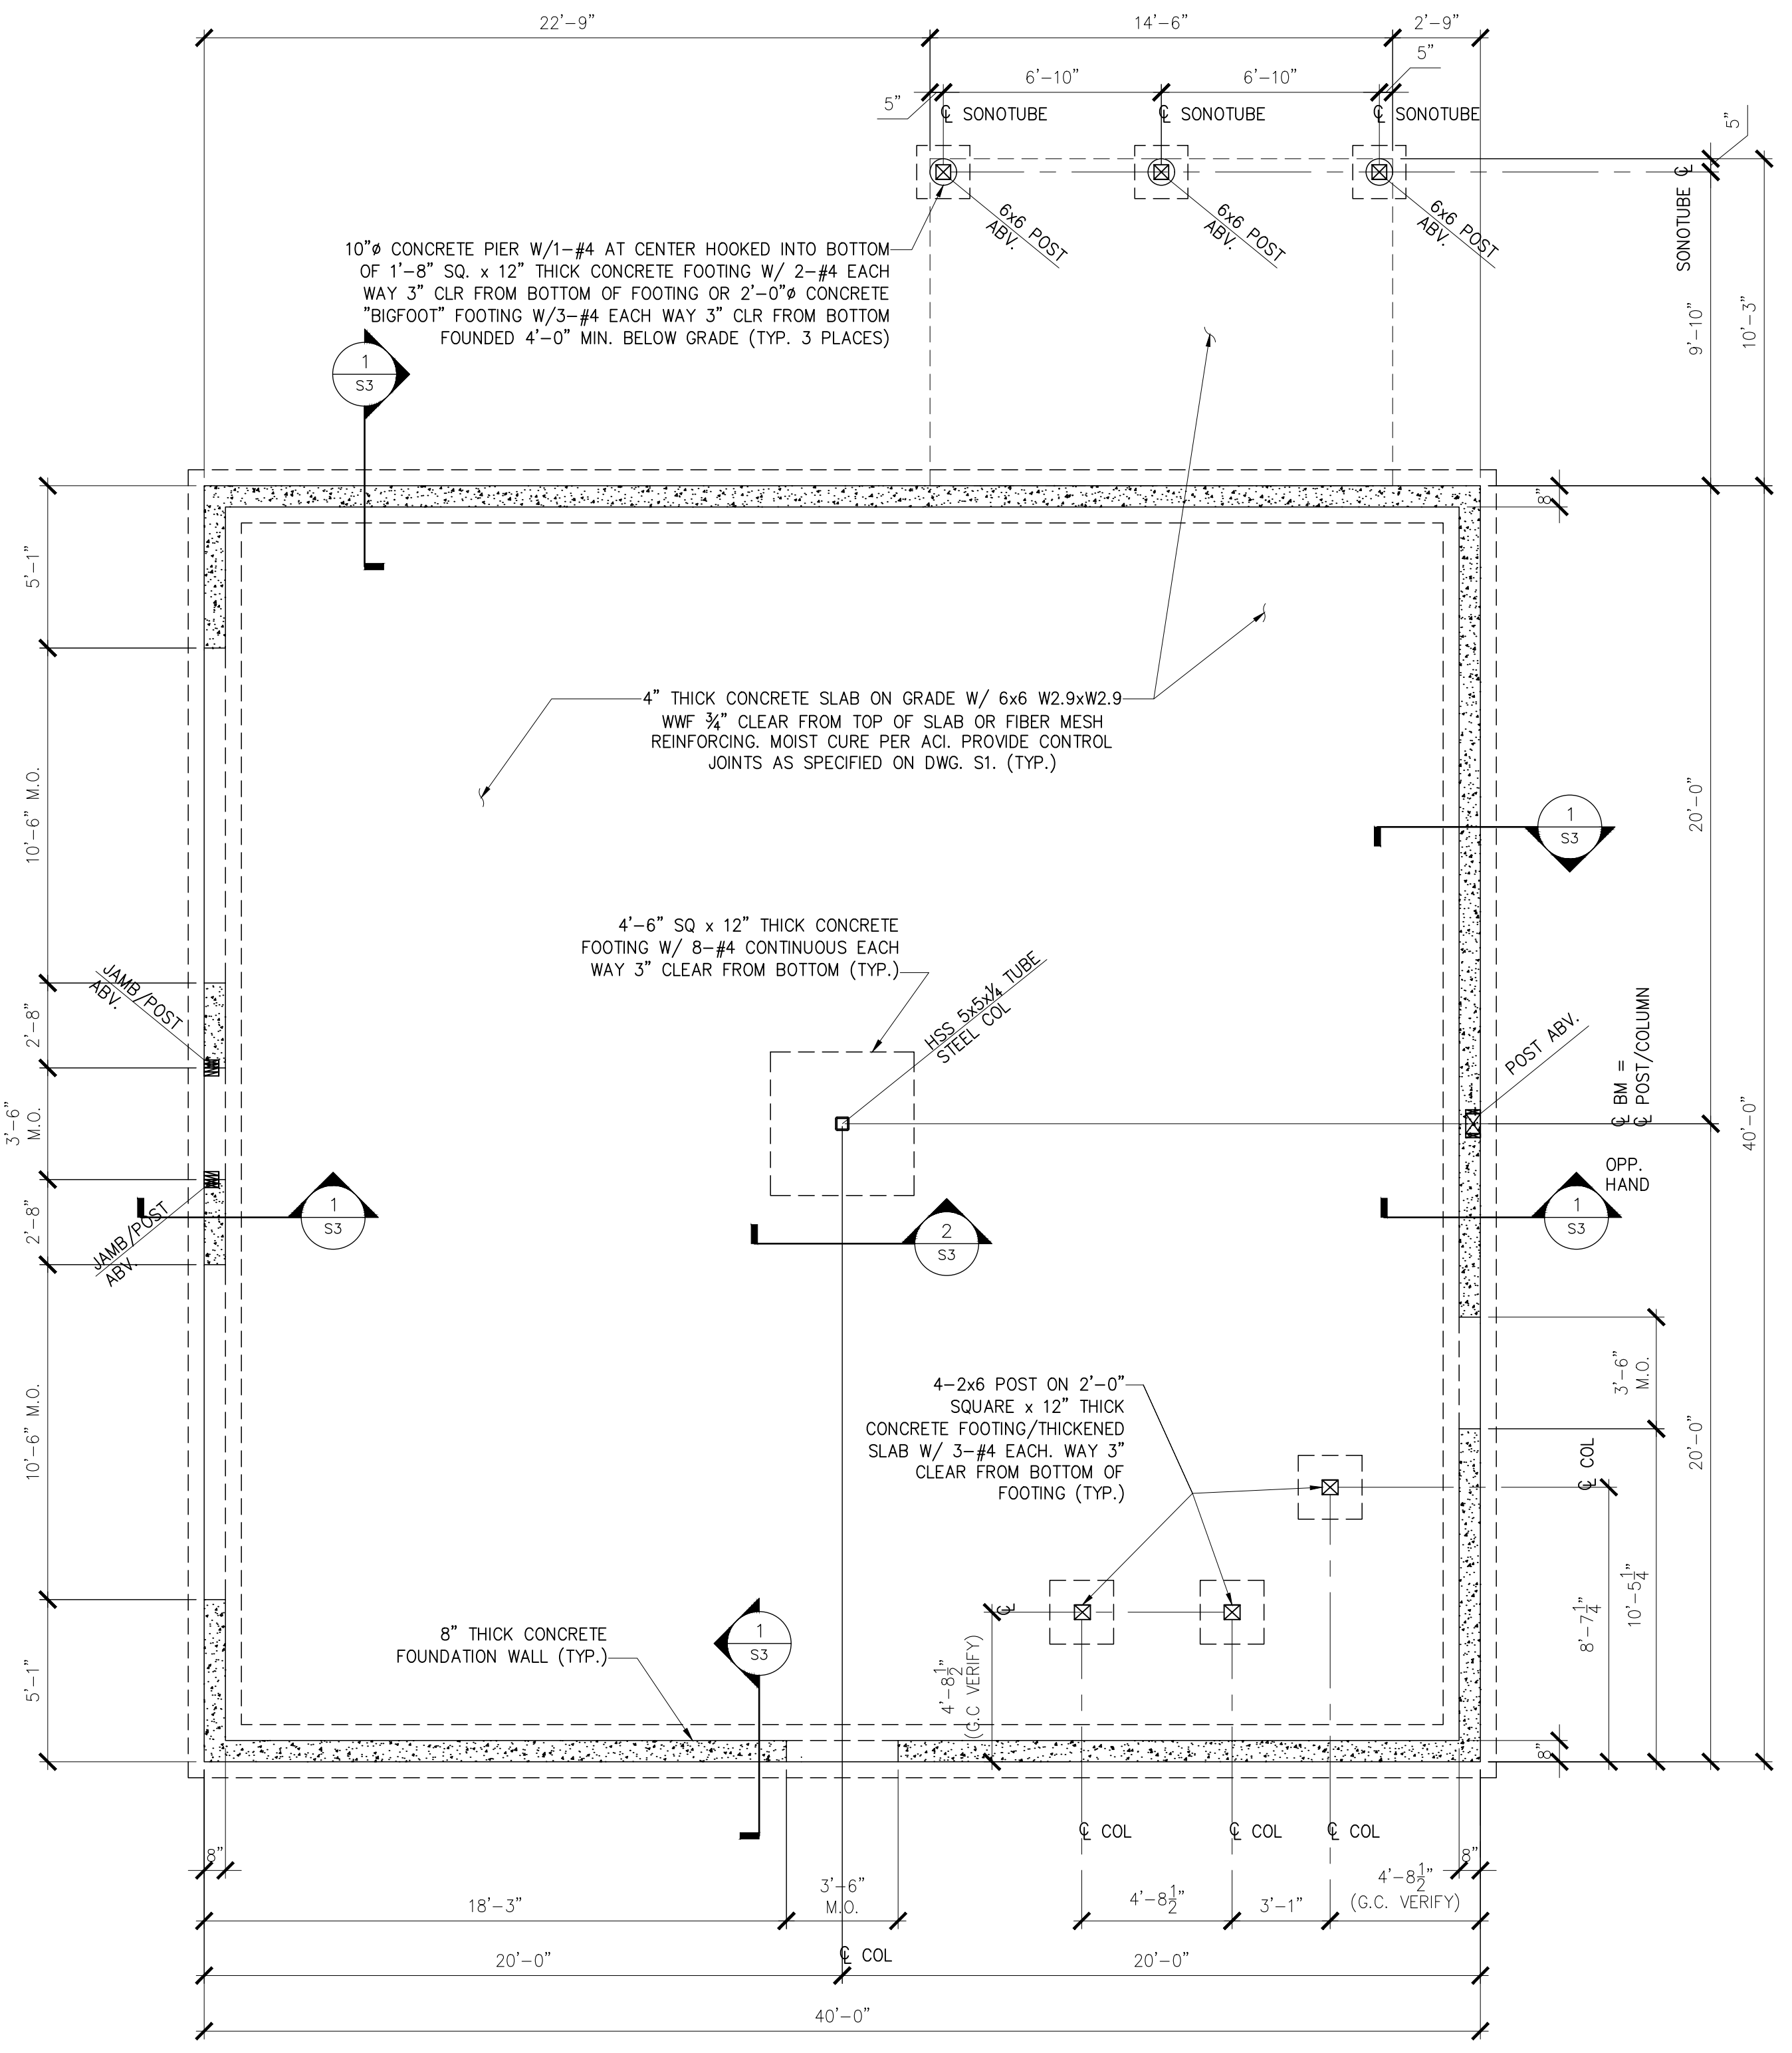 22'-9"
14'-6"
2'-9"
5"
6'-10"
6'-10"
5"
5"
℄ SONOTUBE
℄ SONOTUBE
℄ SONOTUBE
SONOTUBE ℄
6x6 POST
ABV.
6x6 POST
ABV.
6x6 POST
ABV.
10"ø CONCRETE PIER W/1-#4 AT CENTER HOOKED INTO BOTTOM
OF 1'-8" SQ. x 12" THICK CONCRETE FOOTING W/ 2-#4 EACH
WAY 3" CLR FROM BOTTOM OF FOOTING OR 2'-0"ø CONCRETE
"BIGFOOT" FOOTING W/3-#4 EACH WAY 3" CLR FROM BOTTOM
FOUNDED 4'-0" MIN. BELOW GRADE (TYP. 3 PLACES)
9'-10"
10'-3"
1
S3
8"
5'-1"
4" THICK CONCRETE SLAB ON GRADE W/ 6x6 W2.9xW2.9
WWF ¾" CLEAR FROM TOP OF SLAB OR FIBER MESH
REINFORCING. MOIST CURE PER ACI. PROVIDE CONTROL
JOINTS AS SPECIFIED ON DWG. S1. (TYP.)
10'-6" M.O.
20'-0"
1
S3
4'-6" SQ x 12" THICK CONCRETE
FOOTING W/ 8-#4 CONTINUOUS EACH
WAY 3" CLEAR FROM BOTTOM (TYP.)
HSS 5x5x¼ TUBE
STEEL COL
JAMB/POST
ABV.
2'-8"
POST ABV.
℄ BM =
℄ POST/COLUMN
3'-6"
M.O.
40'-0"
OPP.
HAND
JAMB/POST
ABV.
2'-8"
1
S3
2
S3
1
S3
4-2x6 POST ON 2'-0"
SQUARE x 12" THICK
CONCRETE FOOTING/THICKENED
SLAB W/ 3-#4 EACH. WAY 3"
CLEAR FROM BOTTOM OF
FOOTING (TYP.)
3'-6"
M.O.
10'-6" M.O.
20'-0"
℄ COL
℄
8'-7¼"
10'-5¼"
8" THICK CONCRETE
FOUNDATION WALL (TYP.)
1
S3
4'-8½"
(G.C VERIFY)
5'-1"
8"
℄ COL
℄ COL
℄ COL
8"
8"
18'-3"
3'-6"
M.O.
4'-8½"
3'-1"
4'-8½"
(G.C. VERIFY)
20'-0"
℄ COL
20'-0"
40'-0"